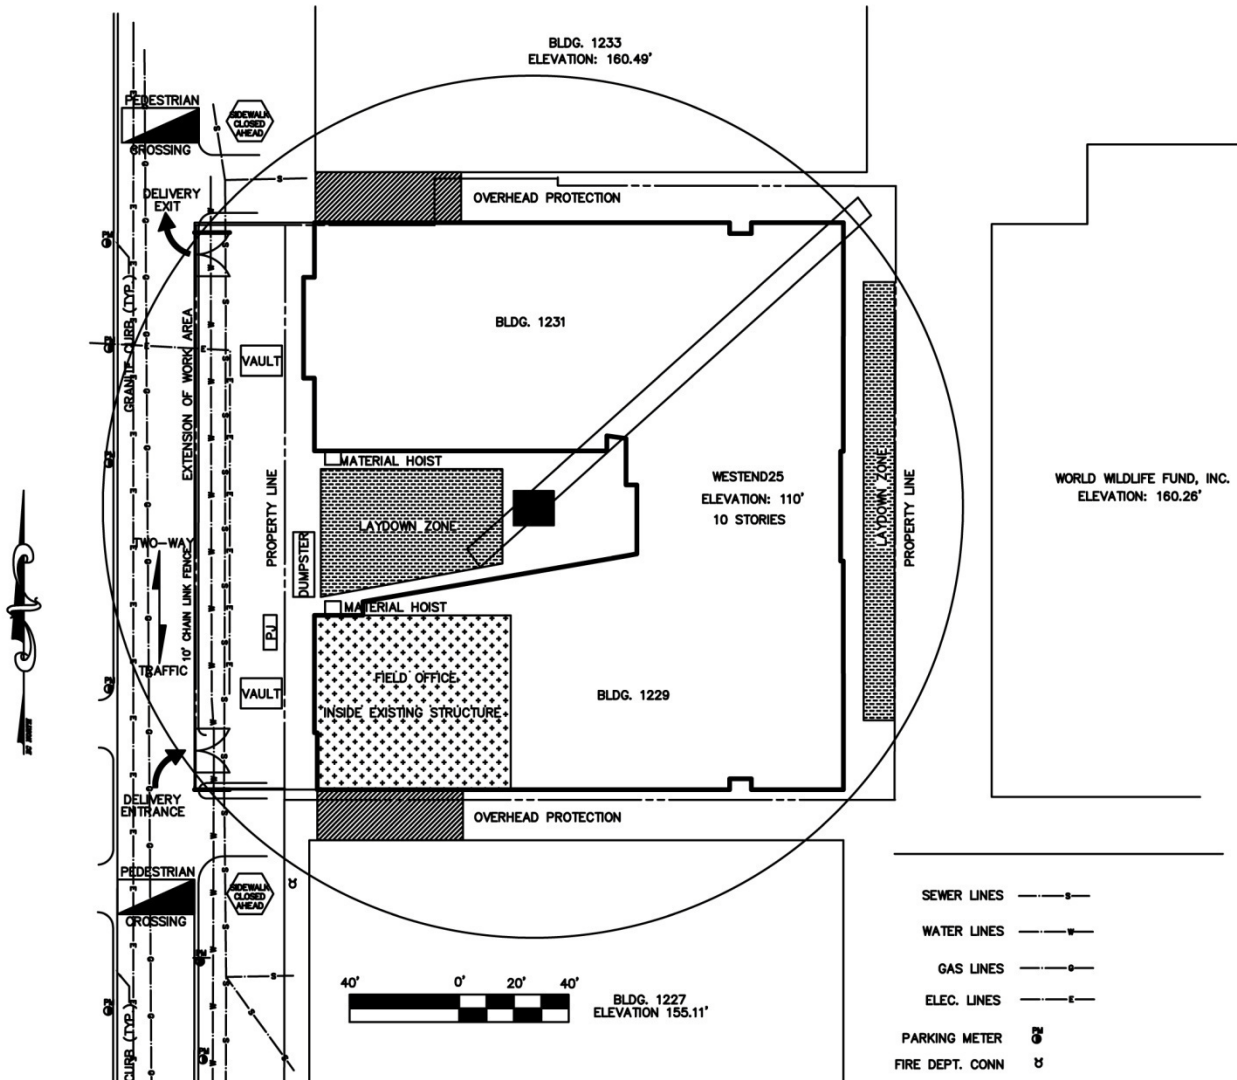 BLDG. 1233
ELEVATION: 160.49'
PEDESTRIAN
CROSSING
SIDEWALK
CLOSED
AHEAD
DELIVERY
EXIT
OVERHEAD PROTECTION
GRANITE CURB (TYP.)
EXTENSION OF WORK AREA
BLDG. 1231
VAULT
MATERIAL HOIST
LAYDOWN ZONE
PROPERTY LINE
DUMPSTER
WESTEND25
ELEVATION: 110'
10 STORIES
LAYDOWN ZONE
PROPERTY LINE
WORLD WILDLIFE FUND, INC.
ELEVATION: 160.26'
TWO-WAY
TRAFFIC
10' CHAIN LINK FENCE
MATERIAL HOIST
PJ
FIELD OFFICE
INSIDE EXISTING STRUCTURE
BLDG. 1229
VAULT
DELIVERY
ENTRANCE
OVERHEAD PROTECTION
PEDESTRIAN
CROSSING
SIDEWALK
CLOSED
AHEAD
CURB (TYP.)
40' 0' 20' 40'
BLDG. 1227
ELEVATION 155.11'
SEWER LINES S
WATER LINES W
GAS LINES G
ELEC. LINES E
PARKING METER PM
FIRE DEPT. CONN